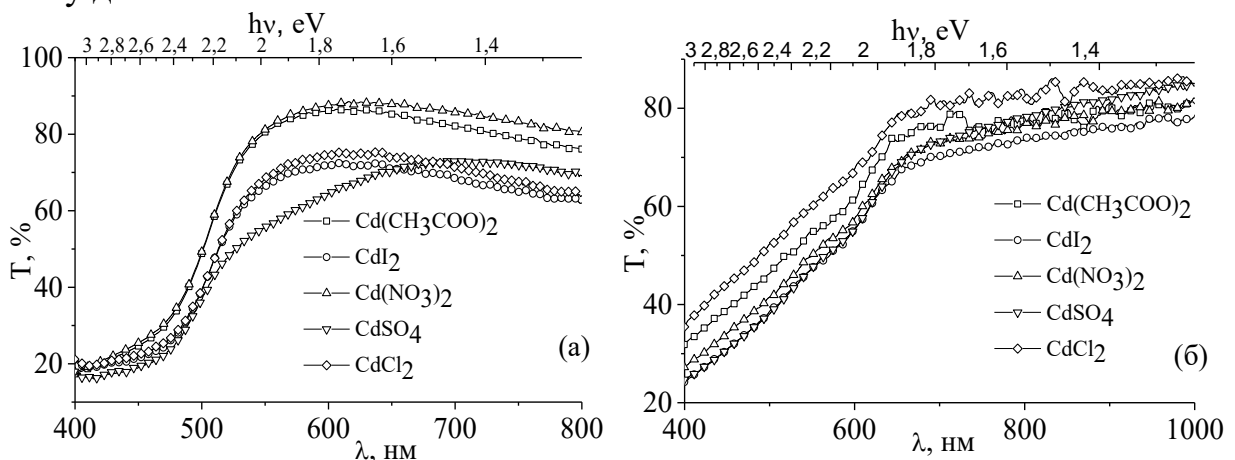 hν, eV
3 2,8 2,6 2,4 2,2 2 1,8 1,6 1,4
100
80
60
40
20
T, %
Cd(CH3COO)2
CdI2
Cd(NO3)2
CdSO4
CdCl2
(а)
400 500 600 700 800
λ, нм
hν, eV
3 2,8 2,6 2,4 2,2 2 1,8 1,6 1,4
80
60
40
20
T, %
Cd(CH3COO)2
CdI2
Cd(NO3)2
CdSO4
CdCl2
(б)
400 600 800 1000
λ, нм